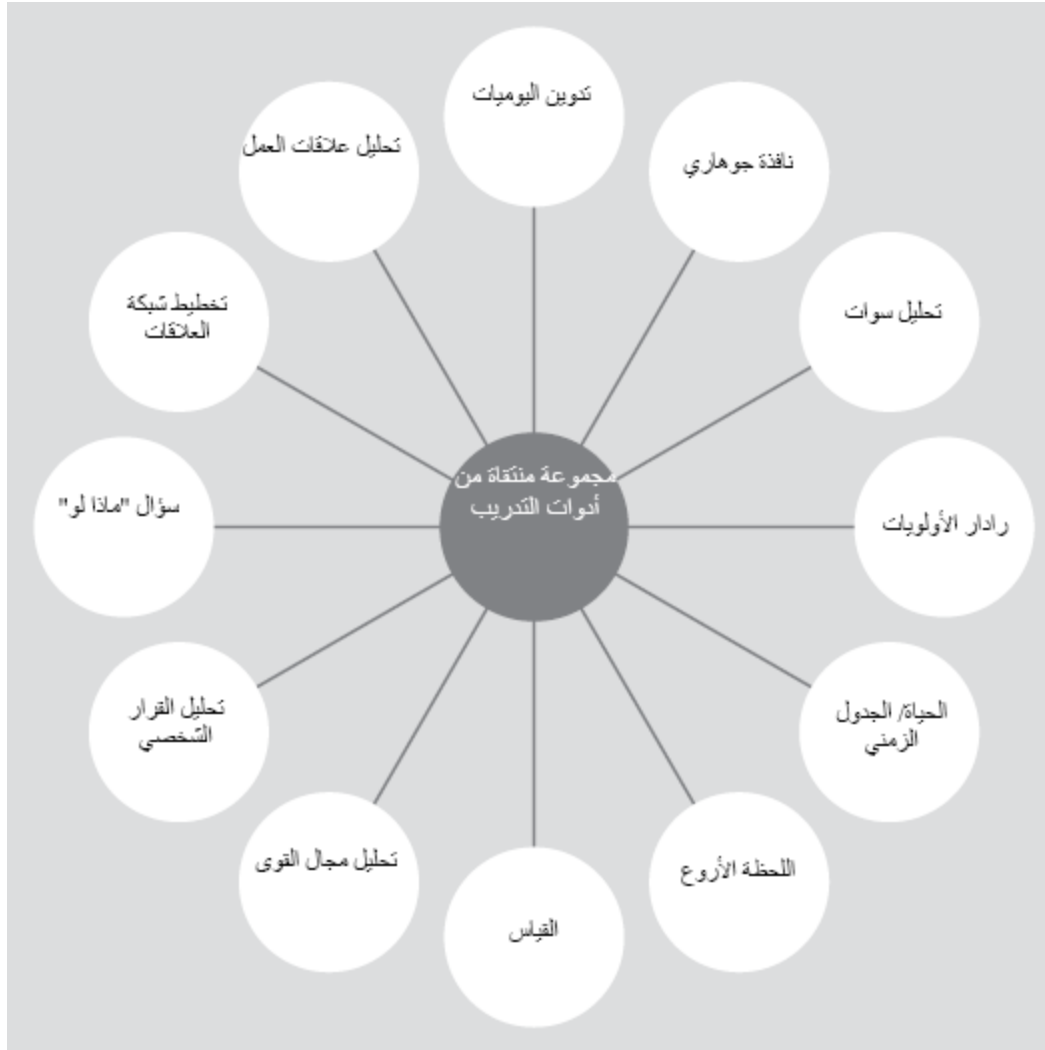 تدوين اليوميات
نافذة جوهاري
تحليل سوات
رادار الأولويات
الحياة/ الجدول
الزمني
اللحظة الأروع
القياس
تحليل مجال القوى
تحليل القرار
الشخصي
سؤال "ماذا لو"
تخطيط شبكة
العلاقات
تحليل علاقات العمل
مجموعة منتقاة من
أدوات التدريب